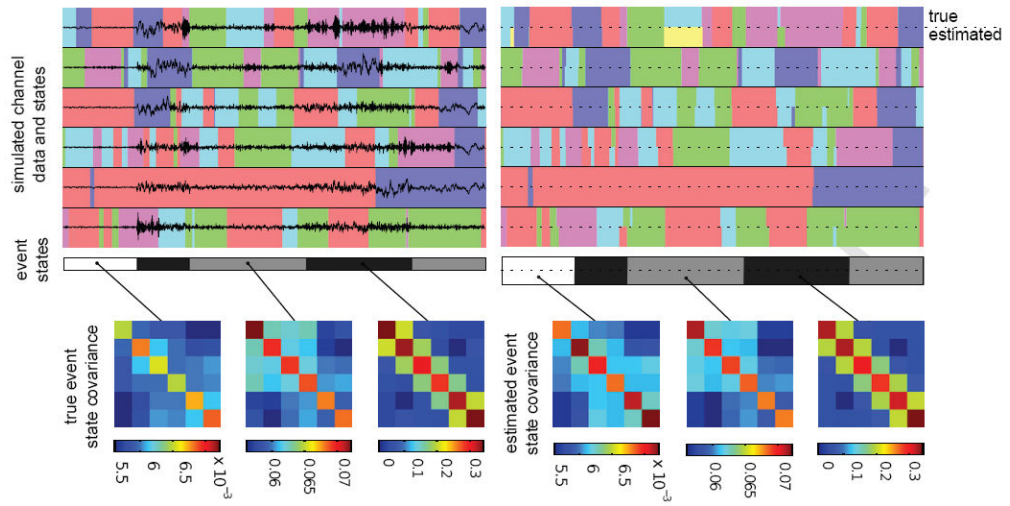 simulated channel
data and states
event
states
true
estimated
true event
state covariance
5.5
6
6.5
x 10⁻³
0.06
0.065
0.07
0
0.1
0.2
0.3
estimated event
state covariance
5.5
6
6.5
x 10⁻³
0.06
0.065
0.07
0
0.1
0.2
0.3